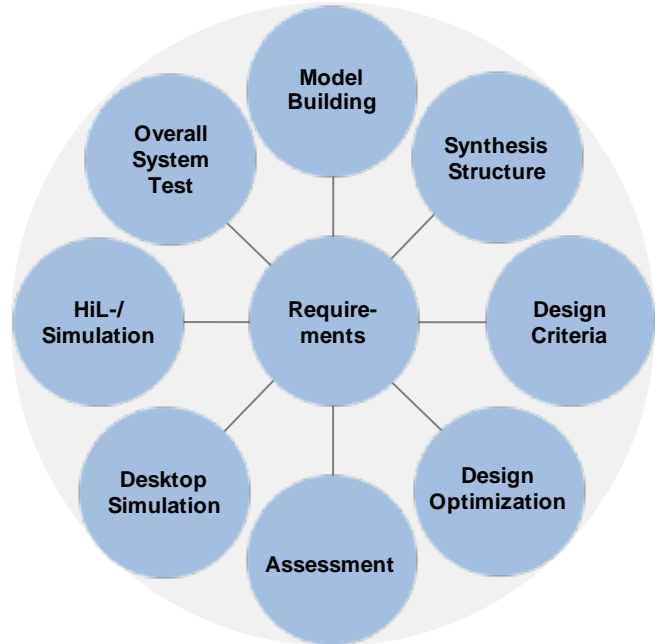 Model
Building
Overall
System
Test
Synthesis
Structure
HiL-/
Simulation
Require-
ments
Design
Criteria
Desktop
Simulation
Design
Optimization
Assessment